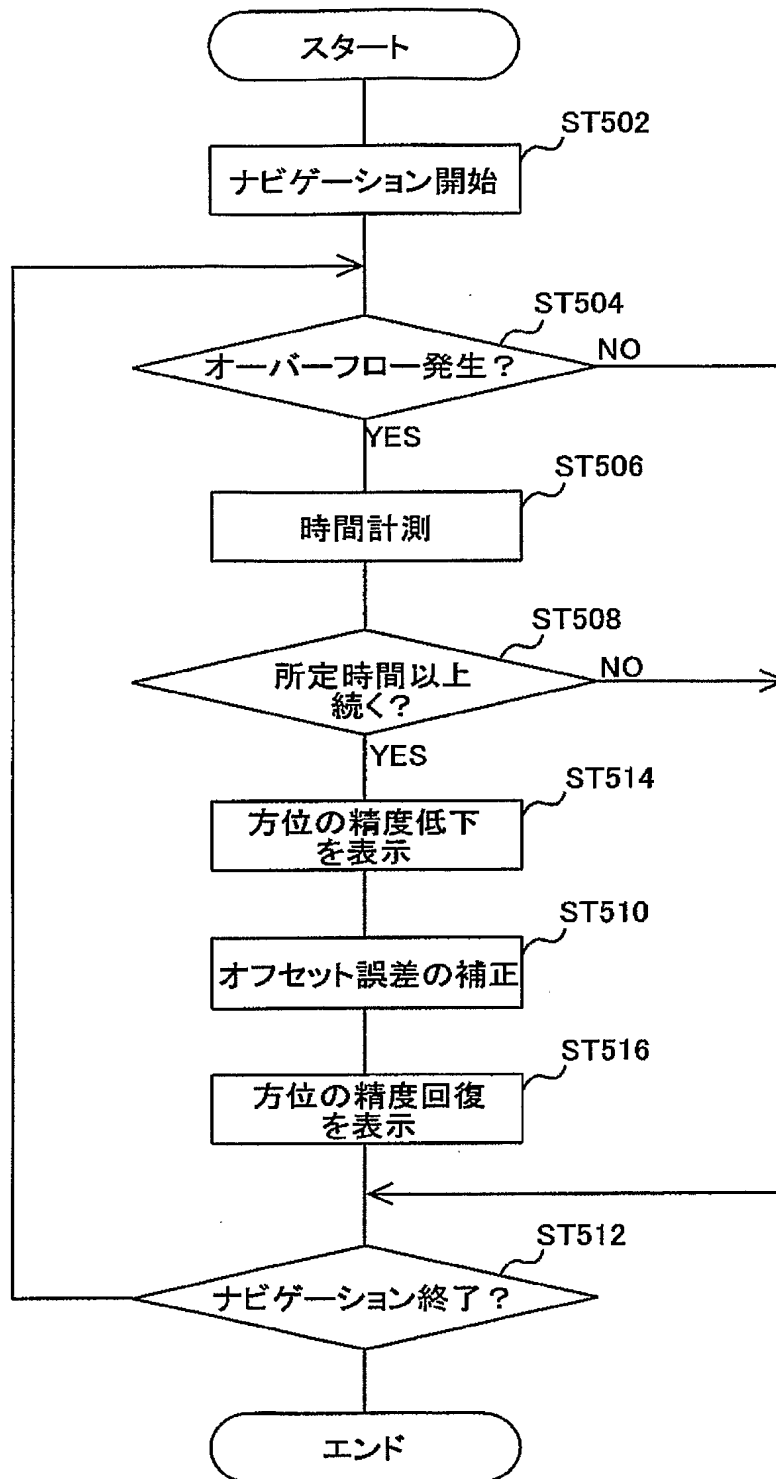 スタート
ST502
ナビゲーション開始
ST504
オーバーフロー発生?
NO
YES
ST506
時間計測
ST508
所定時間以上
続く?
NO
YES
ST514
方位の精度低下
を表示
ST510
オフセット誤差の補正
ST516
方位の精度回復
を表示
ST512
ナビゲーション終了?
エンド